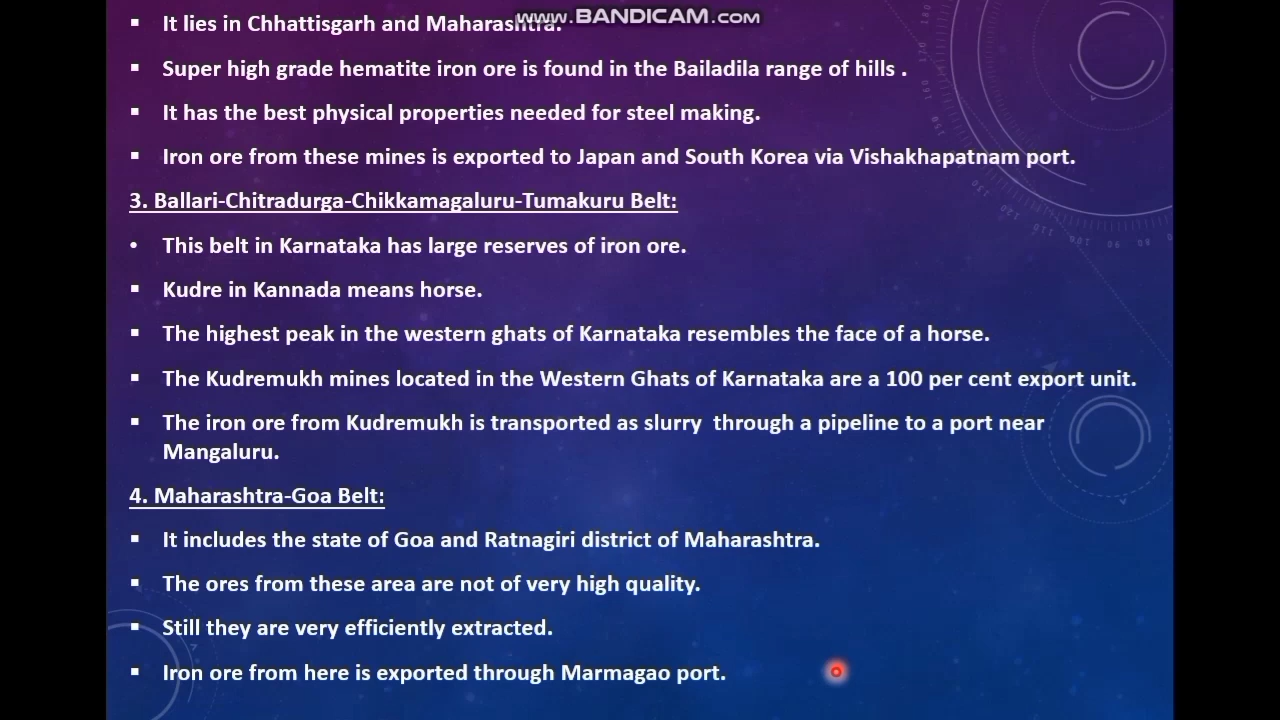 www.BANDICAM.com
▪ It lies in Chhattisgarh and Maharashtra.
▪ Super high grade hematite iron ore is found in the Bailadila range of hills .
▪ It has the best physical properties needed for steel making.
▪ Iron ore from these mines is exported to Japan and South Korea via Vishakhapatnam port.
3. Ballari-Chitradurga-Chikkamagaluru-Tumakuru Belt:
• This belt in Karnataka has large reserves of iron ore.
▪ Kudre in Kannada means horse.
▪ The highest peak in the western ghats of Karnataka resembles the face of a horse.
▪ The Kudremukh mines located in the Western Ghats of Karnataka are a 100 per cent export unit.
▪ The iron ore from Kudremukh is transported as slurry  through a pipeline to a port near
Mangaluru.
4. Maharashtra-Goa Belt:
▪ It includes the state of Goa and Ratnagiri district of Maharashtra.
▪ The ores from these area are not of very high quality.
▪ Still they are very efficiently extracted.
▪ Iron ore from here is exported through Marmagao port.